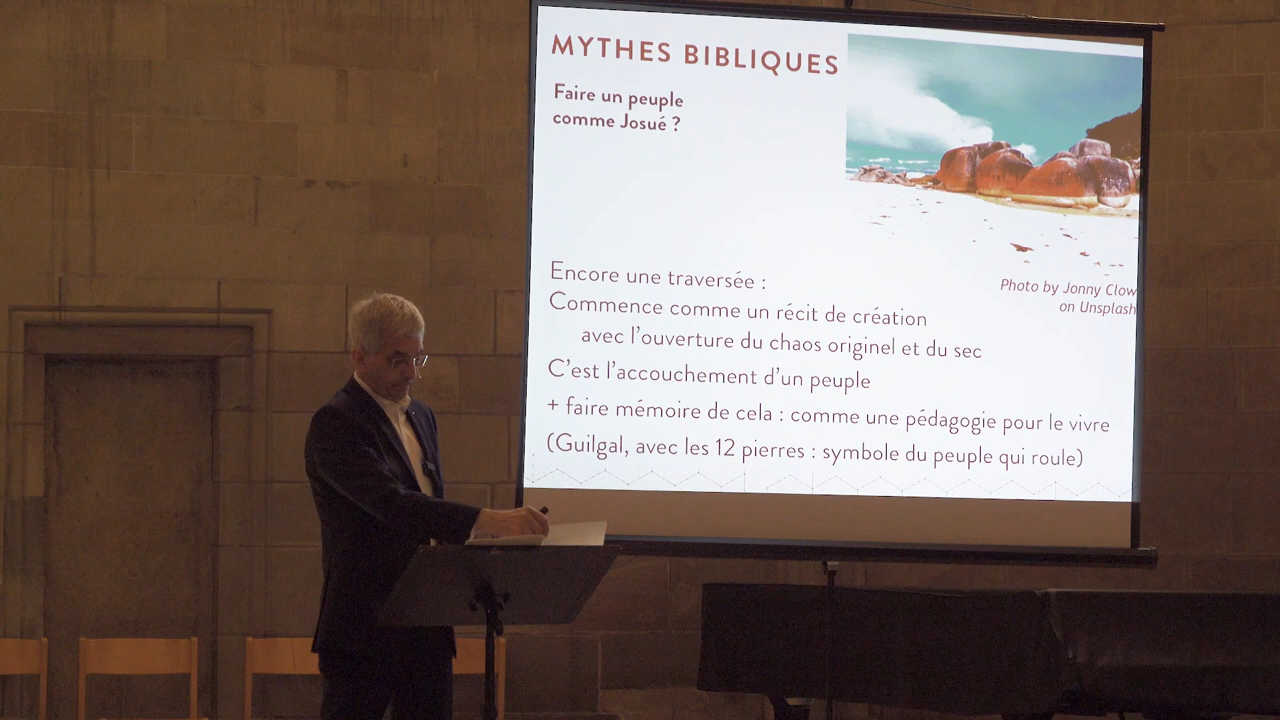 MYTHES BIBLIQUES
Faire un peuple
comme Josué ?
Photo by Jonny Clow
on Unsplash
Encore une traversée :
Commence comme un récit de création
avec l'ouverture du chaos originel et du sec
C'est l'accouchement d'un peuple
+ faire mémoire de cela : comme une pédagogie pour le vivre
(Guilgal, avec les 12 pierres : symbole du peuple qui roule)